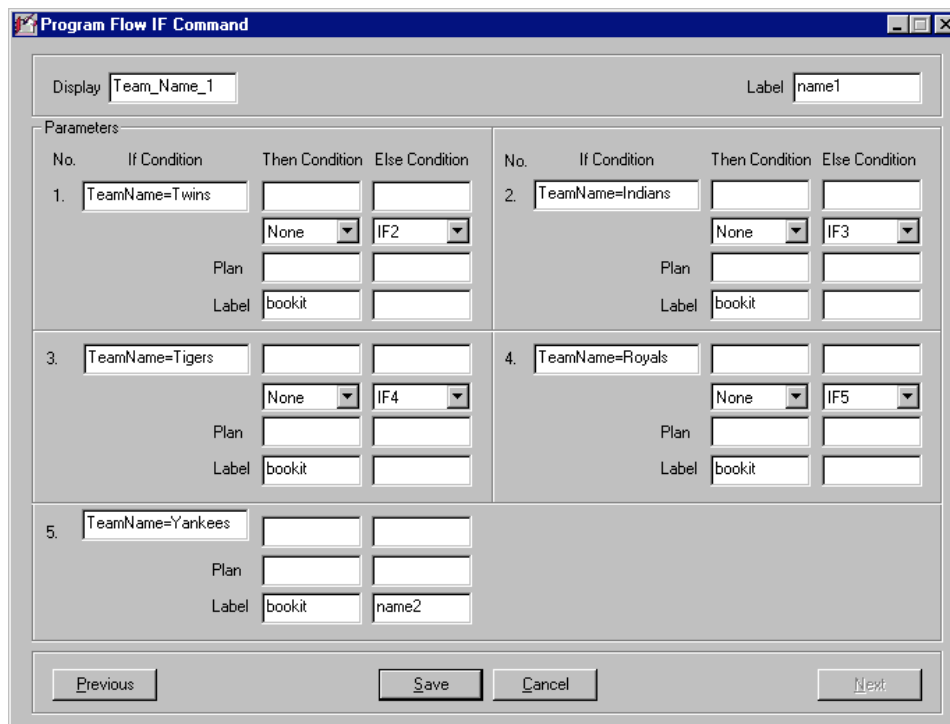 Program Flow IF Command
Display Team_Name_1 Label name1
Parameters
No. If Condition Then Condition Else Condition No. If Condition Then Condition Else Condition
1. TeamName=Twins 2. TeamName=Indians
None IF2 None IF3
Plan Plan
Label bookit Label bookit
3. TeamName=Tigers 4. TeamName=Royals
None IF4 None IF5
Plan Plan
Label bookit Label bookit
5. TeamName=Yankees
Plan
Label bookit name2
Previous Save Cancel Next